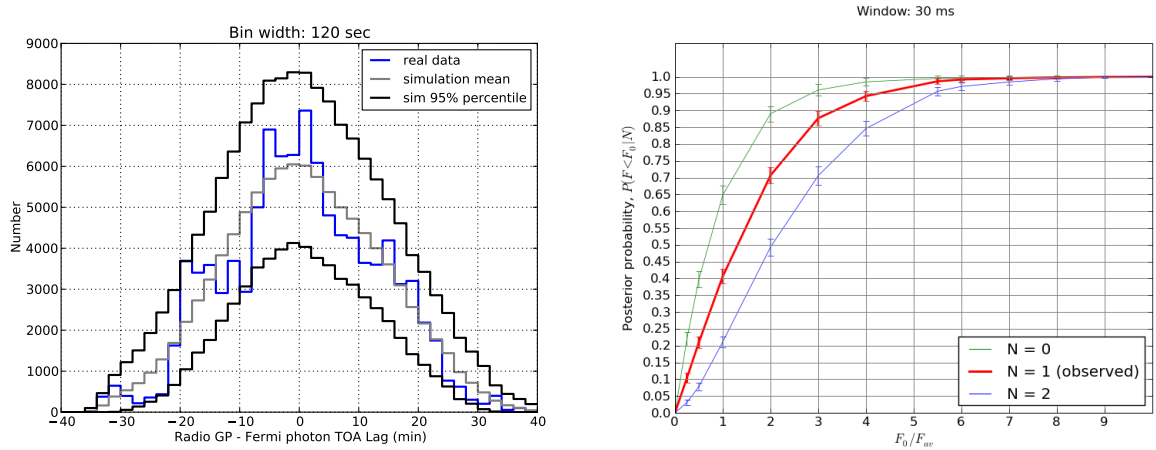 Bin width: 120 sec
9000
8000
7000
6000
5000
4000
3000
2000
1000
0
Number
real data
simulation mean
sim 95% percentile
−40 −30 −20 −10 0 10 20 30 40
Radio GP - Fermi photon TOA Lag (min)
Window: 30 ms
1.0
0.95
0.9
0.85
0.8
0.75
0.7
0.65
0.6
0.55
0.5
0.45
0.4
0.35
0.3
0.25
0.2
0.15
0.1
0.05
0.0
Posterior probability, P(F<F₀|N)
N = 0
N = 1 (observed)
N = 2
0 1 2 3 4 5 6 7 8 9
F₀/Fₐᵥ